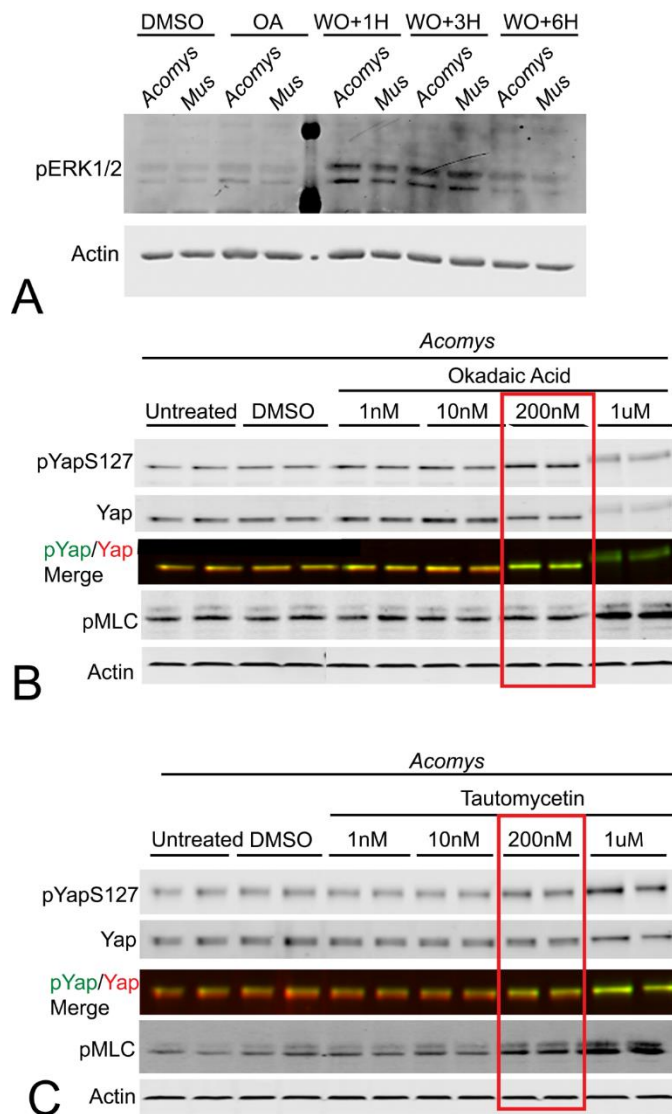 DMSO OA WO+1H WO+3H WO+6H
Acomys Mus Acomys Mus Acomys Mus Acomys Mus Acomys Mus
pERK1/2
Actin
A
Acomys
Okadaic Acid
Untreated DMSO 1nM 10nM 200nM 1uM
pYapS127
Yap
pYap/Yap
Merge
pMLC
Actin
B
Acomys
Tautomycetin
Untreated DMSO 1nM 10nM 200nM 1uM
pYapS127
Yap
pYap/Yap
Merge
pMLC
Actin
C